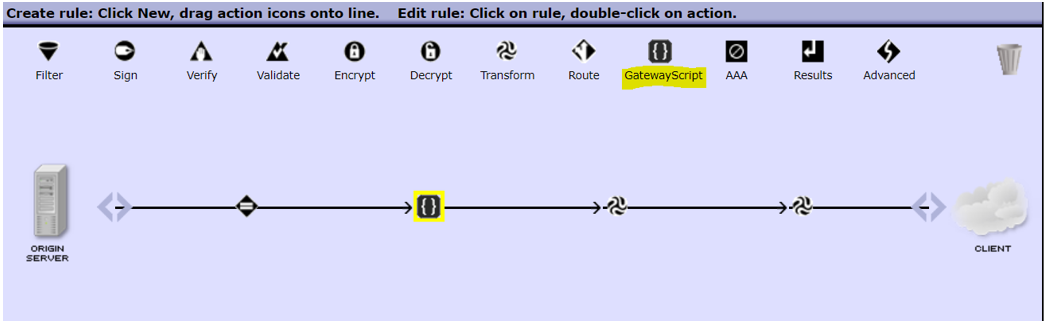 Create rule: Click New, drag action icons onto line. Edit rule: Click on rule, double-click on action.
Filter Sign Verify Validate Encrypt Decrypt Transform Route GatewayScript AAA Results Advanced
ORIGIN
SERVER
CLIENT